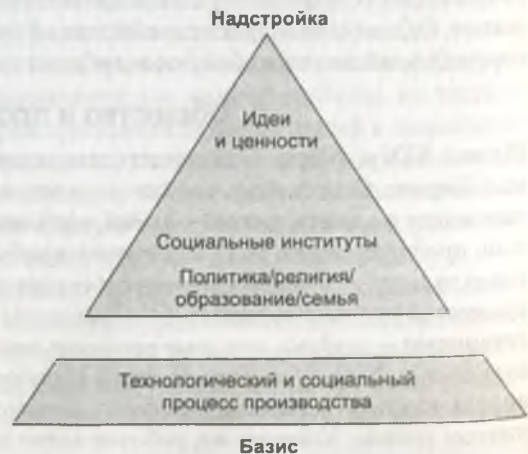 Надстройка
Идеи
и ценности
Социальные институты
Политика/религия/
образование/семья
Технологический и социальный
процесс производства
Базис